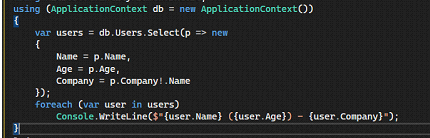 using (ApplicationContext db = new ApplicationContext())
{
    var users = db.Users.Select(p => new
    {
        Name = p.Name,
        Age = p.Age,
        Company = p.Company!.Name
    });
    foreach (var user in users)
        Console.WriteLine($"{user.Name} ({user.Age}) - {user.Company}");
}